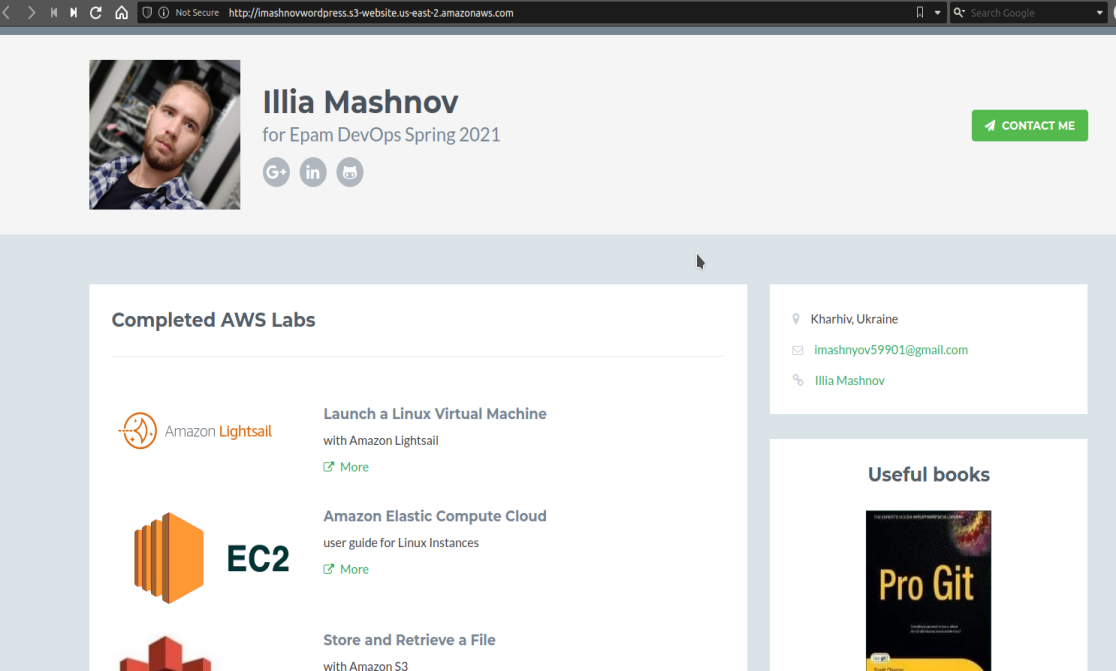 Not Secure http://imashnovwordpress.s3-website.us-east-2.amazonaws.com
Search Google
Illia Mashnov
for Epam DevOps Spring 2021
G+ in
CONTACT ME
Completed AWS Labs
Amazon Lightsail
Launch a Linux Virtual Machine
with Amazon Lightsail
More
EC2
Amazon Elastic Compute Cloud
user guide for Linux Instances
More
Store and Retrieve a File
with Amazon S3
Kharhiv, Ukraine
imashnyov59901@gmail.com
Illia Mashnov
Useful books
Pro Git